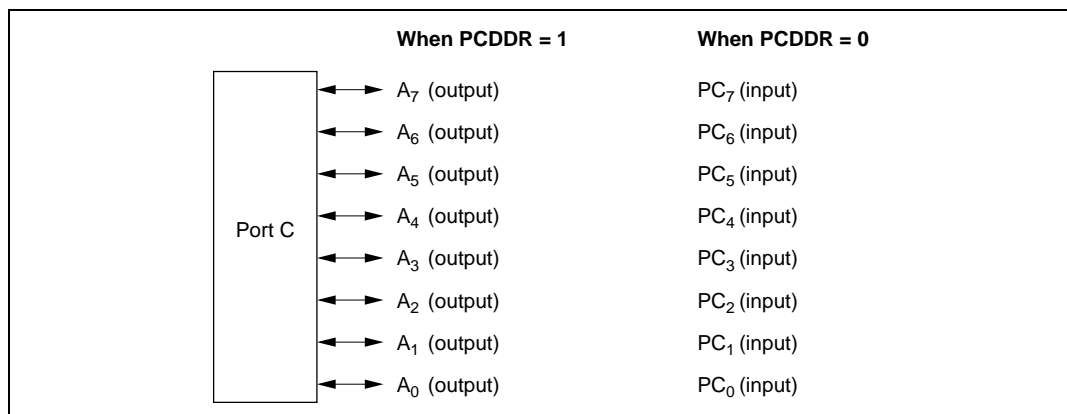 When PCDDR = 1 When PCDDR = 0
A7 (output) PC7 (input)
A6 (output) PC6 (input)
A5 (output) PC5 (input)
A4 (output) PC4 (input)
Port C
A3 (output) PC3 (input)
A2 (output) PC2 (input)
A1 (output) PC1 (input)
A0 (output) PC0 (input)